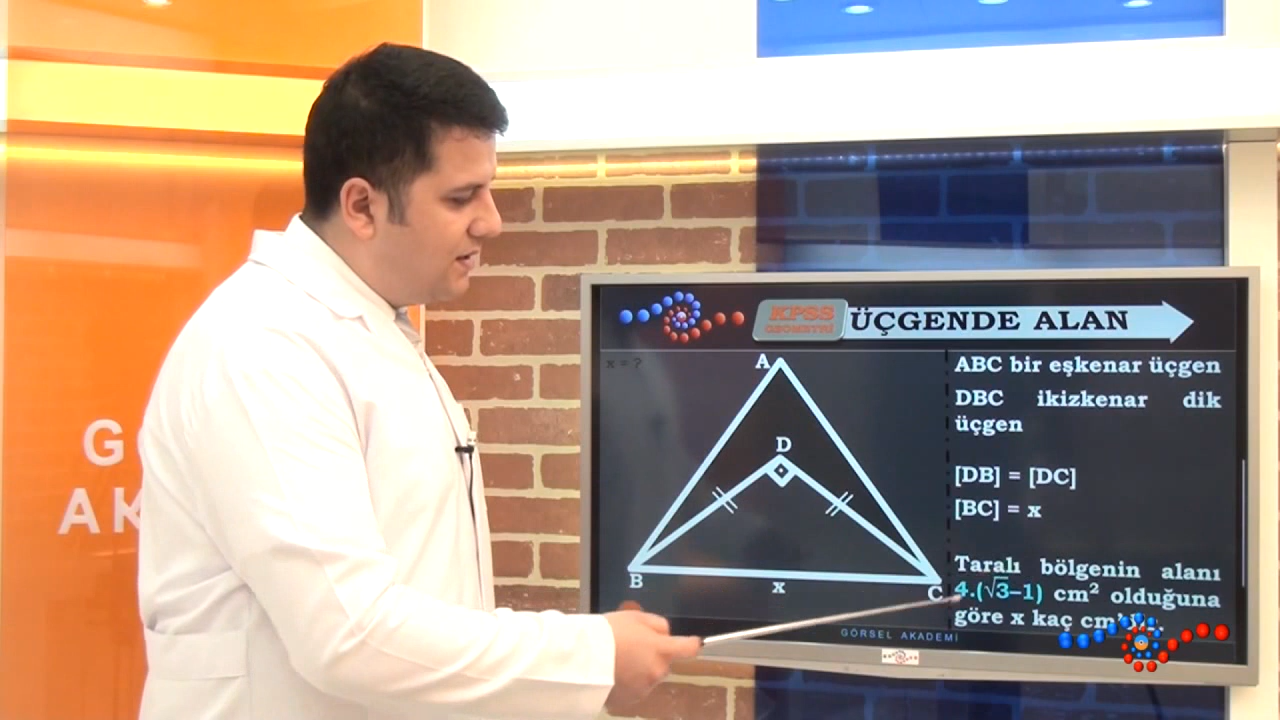 KPSS
GEOMETRİ
ÜÇGENDE ALAN
x = ?
A
D
B
x
C
ABC bir eşkenar üçgen
DBC ikizkenar dik
üçgen
[DB] = [DC]
[BC] = x
Taralı bölgenin alanı
4.(√3–1) cm² olduğuna
göre x kaç
GÖRSEL AKADEMİ
G
AK